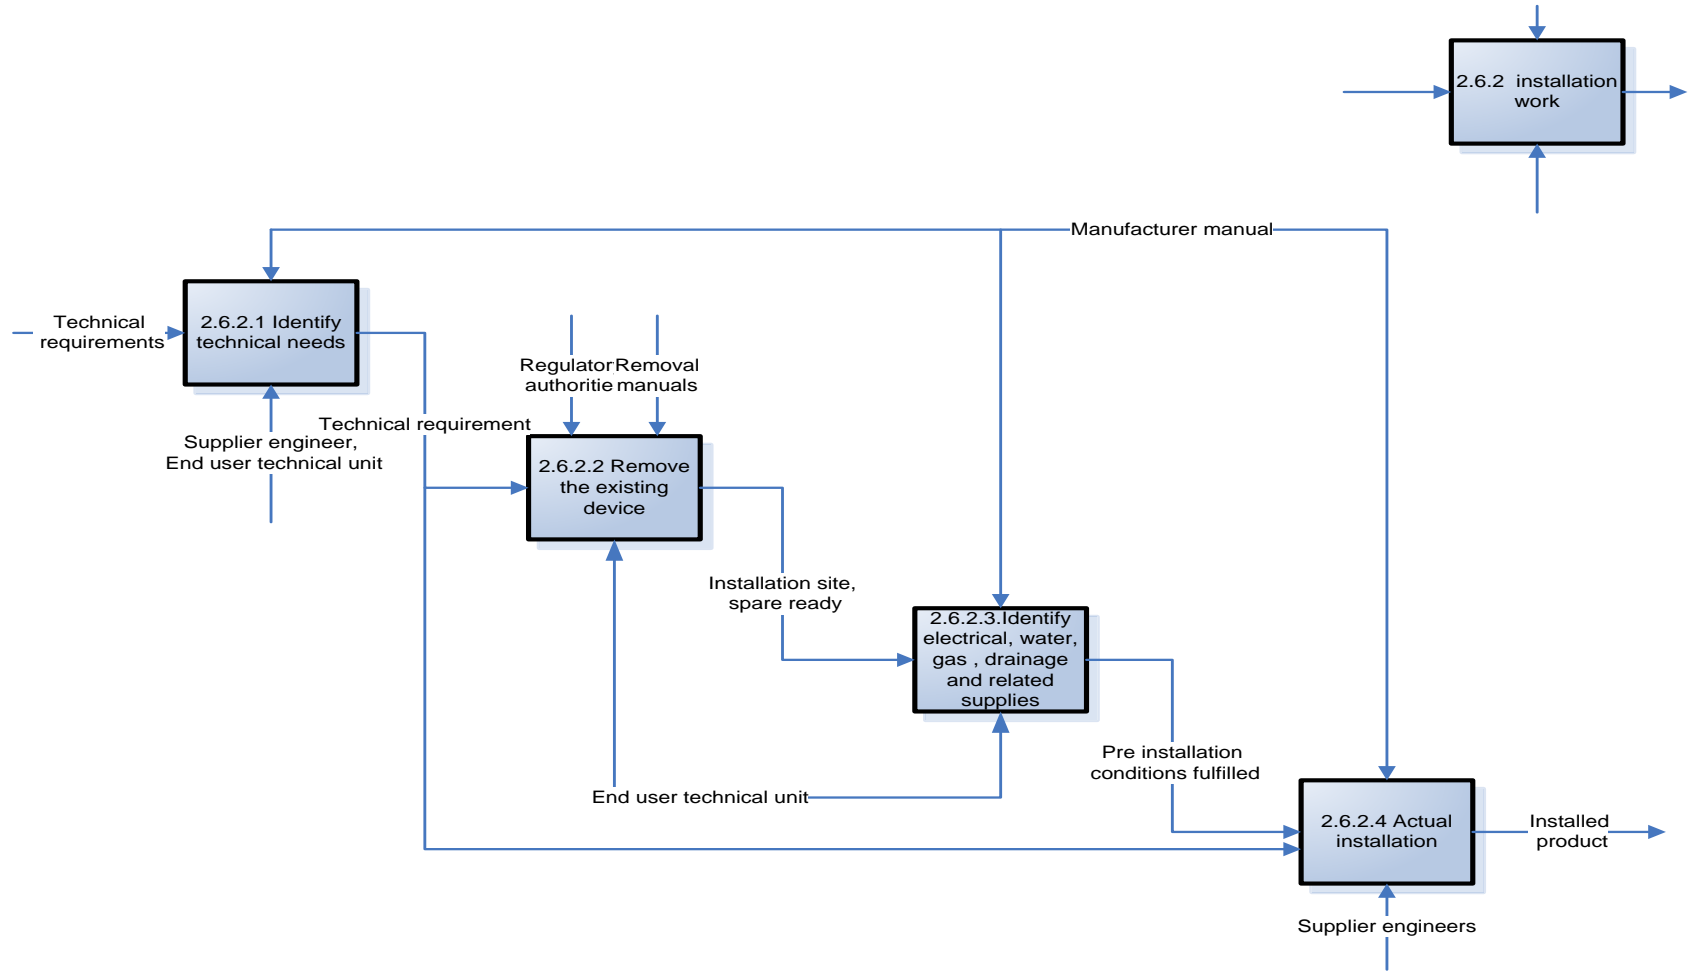 2.6.2 installation
work
Manufacturer manual
Technical
requirements
2.6.2.1 Identify
technical needs
Regulator
authoritie
Removal
manuals
Technical requirement
Supplier engineer,
End user technical unit
2.6.2.2 Remove
the existing
device
Installation site,
spare ready
2.6.2.3.Identify
electrical, water,
gas , drainage
and related
supplies
Pre installation
conditions fulfilled
End user technical unit
2.6.2.4 Actual
installation
Installed
product
Supplier engineers